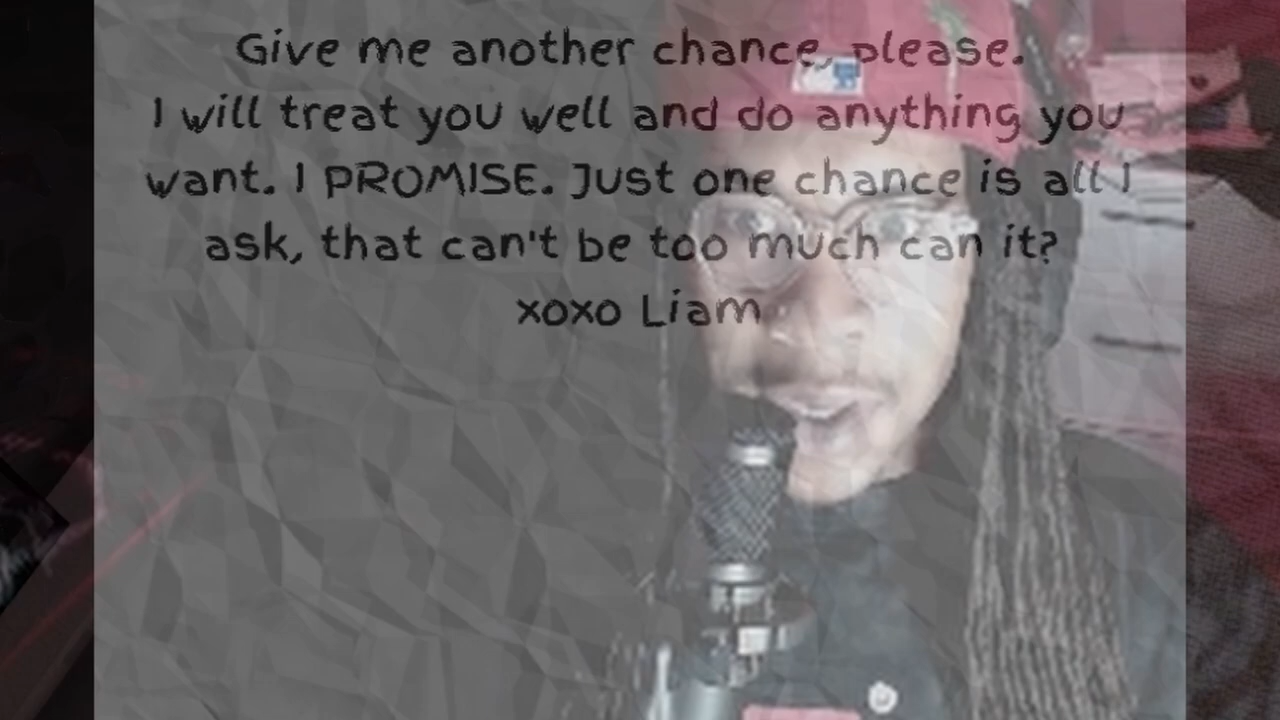 Give me another chance, please.
I will treat you well and do anything you
want. I PROMISE. Just one chance is all I
ask, that can't be too much can it?
xoxo Liam